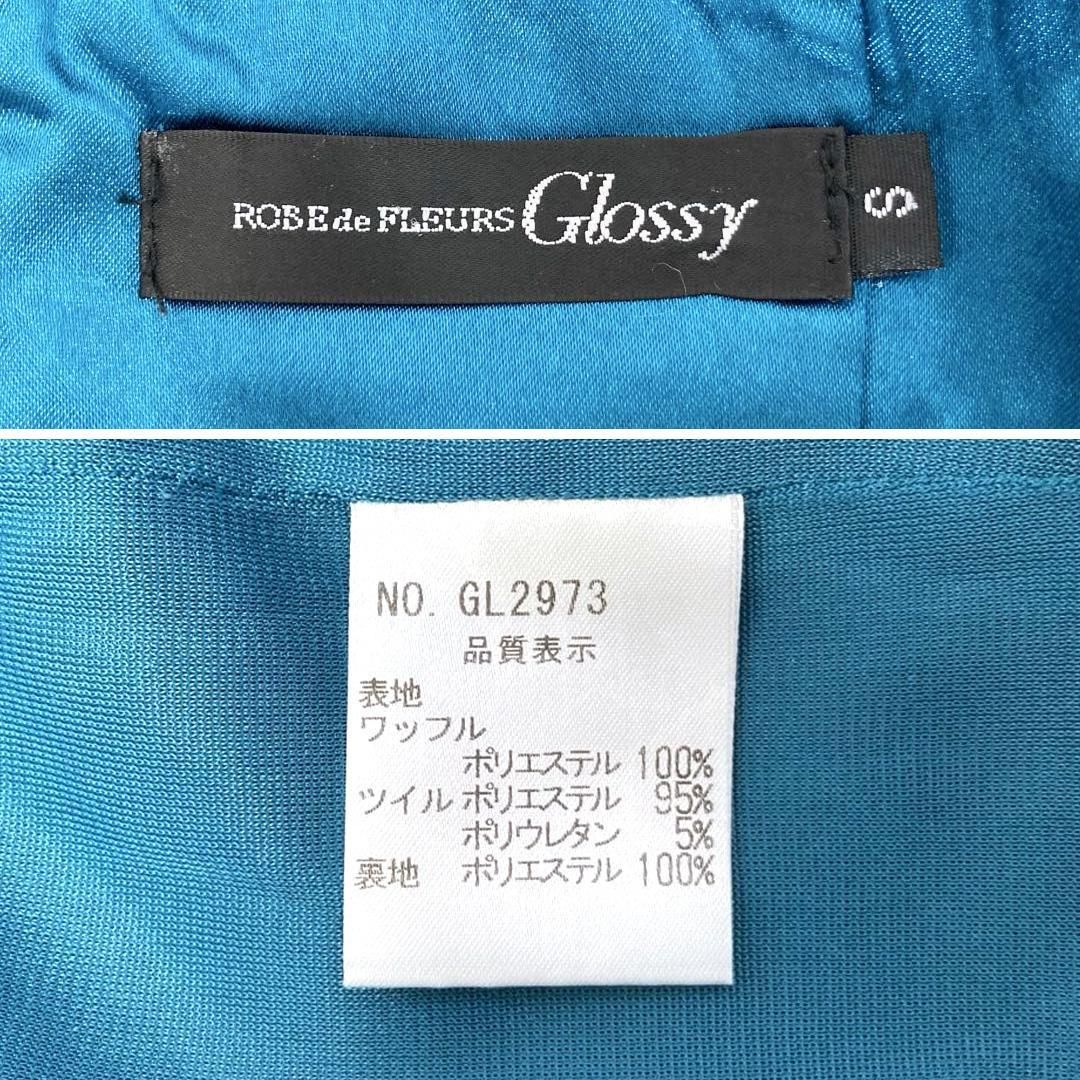 ROBE de FLEURS Glossy
S
NO. GL2973
品質表示
表地
ワッフル
ポリエステル 100%
ツイル ポリエステル 95%
ポリウレタン 5%
裏地 ポリエステル 100%